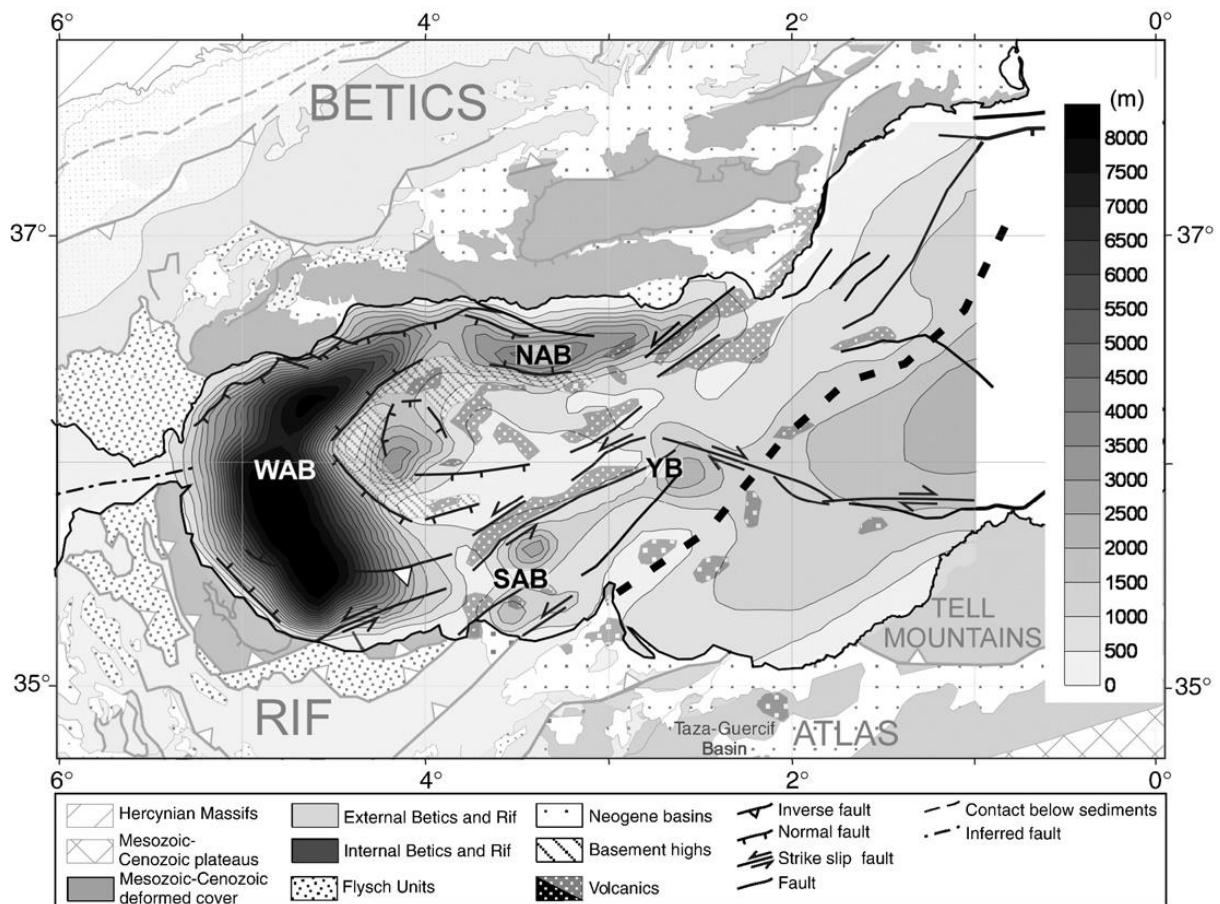 6° 4° 2° 0°
BETICS
(m)
8000
7500
7000
37° 37°
6500
6000
5500
5000
NAB
4500
4000
3500
WAB YB
3000
2500
2000
1500
SAB
1000
TELL
MOUNTAINS
500
0
35° 35°
RIF
Taza-Guercif
Basin
ATLAS
6° 4° 2° 0°
Hercynian Massifs
Mesozoic-
Cenozoic plateaus
Mesozoic-Cenozoic
deformed cover
External Betics and Rif
Internal Betics and Rif
Flysch Units
Neogene basins
Basement highs
Volcanics
Inverse fault
Normal fault
Strike slip fault
Fault
Contact below sediments
Inferred fault